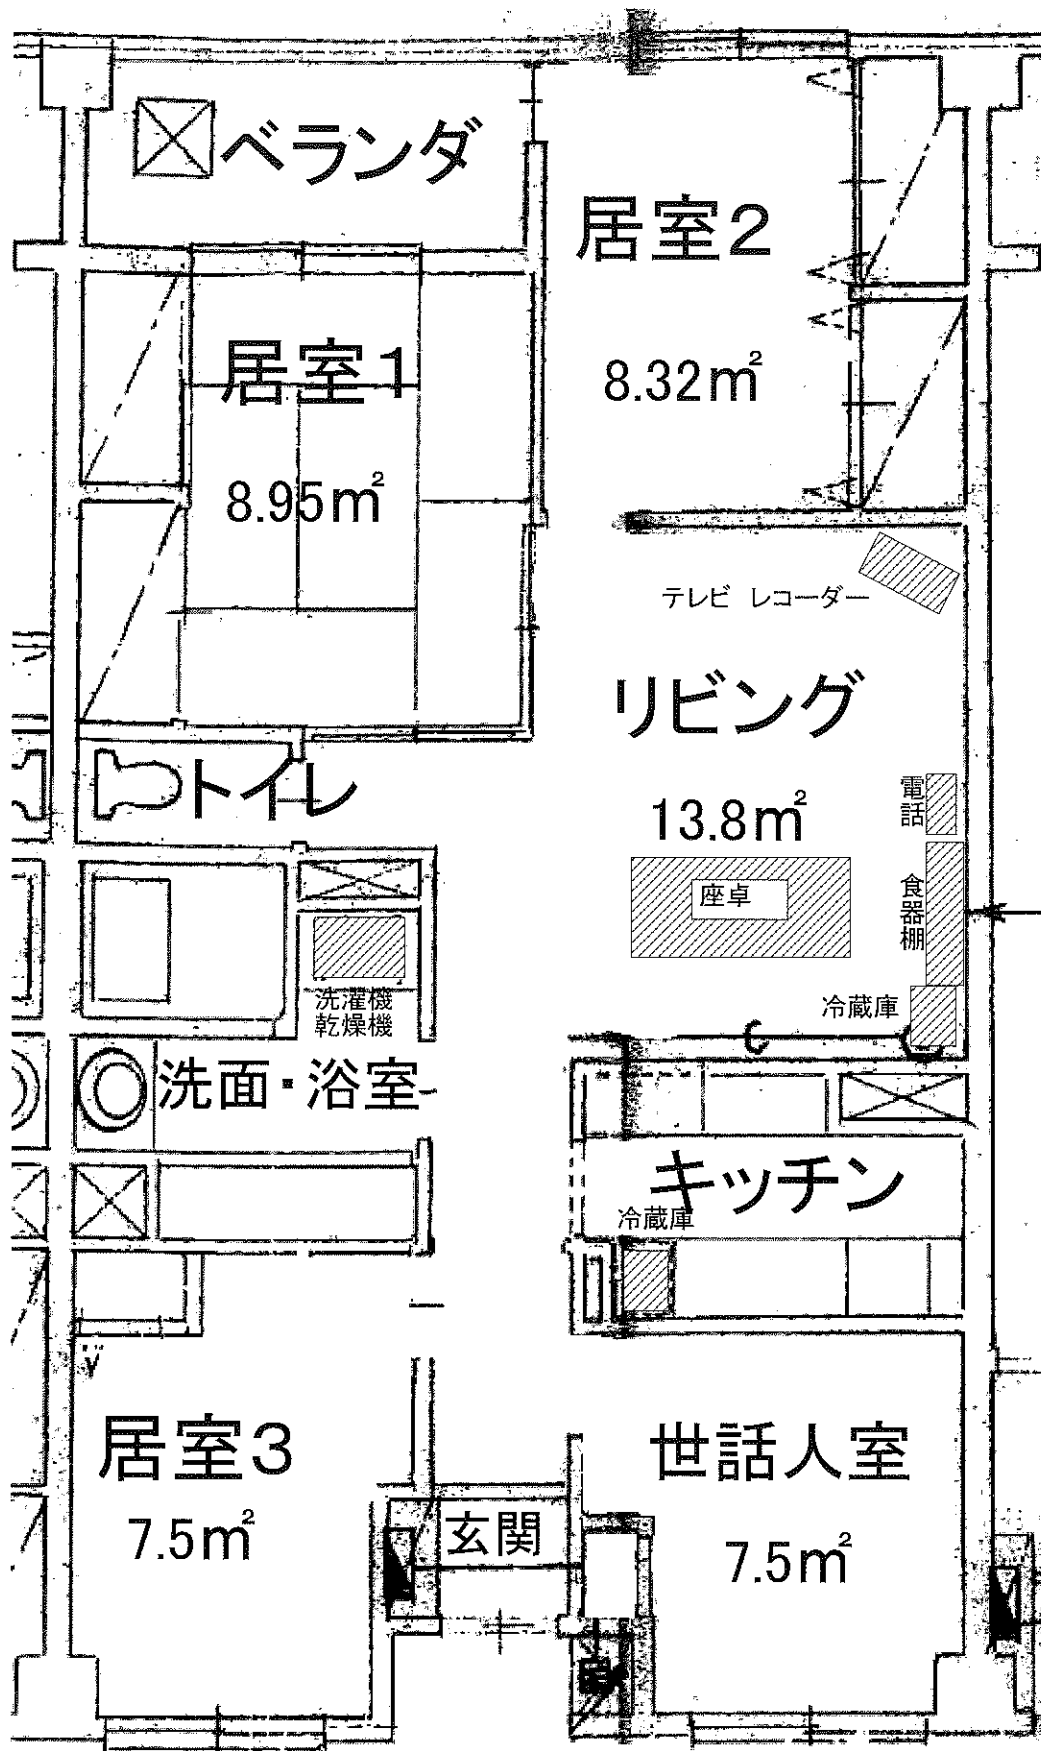 ベランダ
居室2
居室1
8.32㎡
8.95㎡
テレビ レコーダー
リビング
トイレ
電話
13.8㎡
座卓
食器棚
洗濯機
乾燥機
冷蔵庫
洗面・浴室
キッチン
冷蔵庫
居室3
世話人室
7.5㎡
玄関
7.5㎡